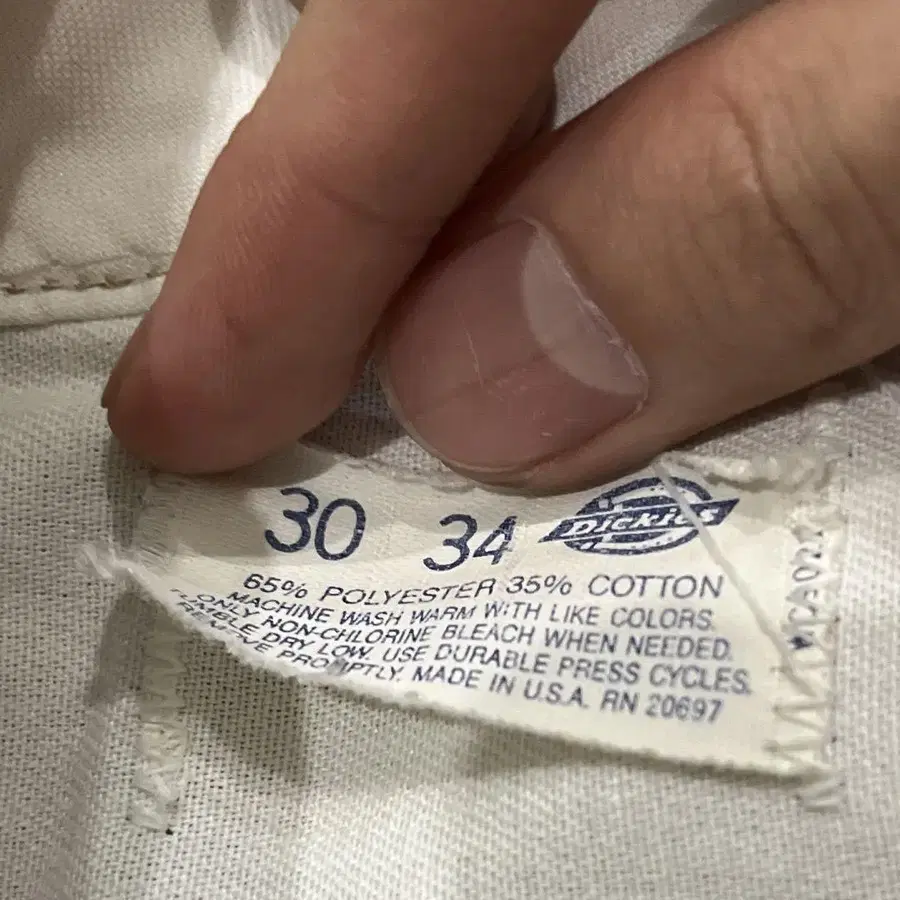 30 34 Dickies
65% POLYESTER 35% COTTON
MACHINE WASH WARM WITH LIKE COLORS.
ONLY NON-CHLORINE BLEACH WHEN NEEDED.
TUMBLE DRY LOW. USE DURABLE PRESS CYCLES.
PROMPTLY. MADE IN U.S.A. RN 20697